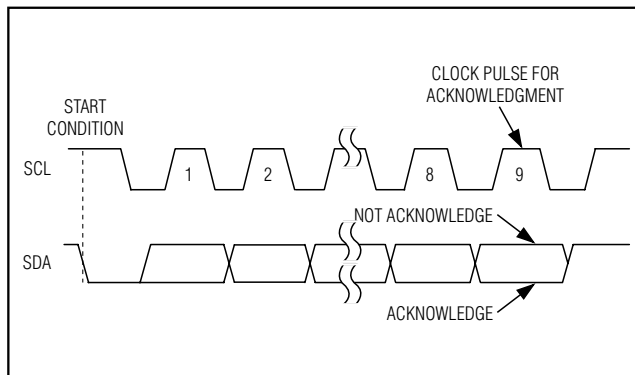 CLOCK PULSE FOR
ACKNOWLEDGMENT
START
CONDITION
SCL
1
2
8
9
NOT ACKNOWLEDGE
SDA
ACKNOWLEDGE